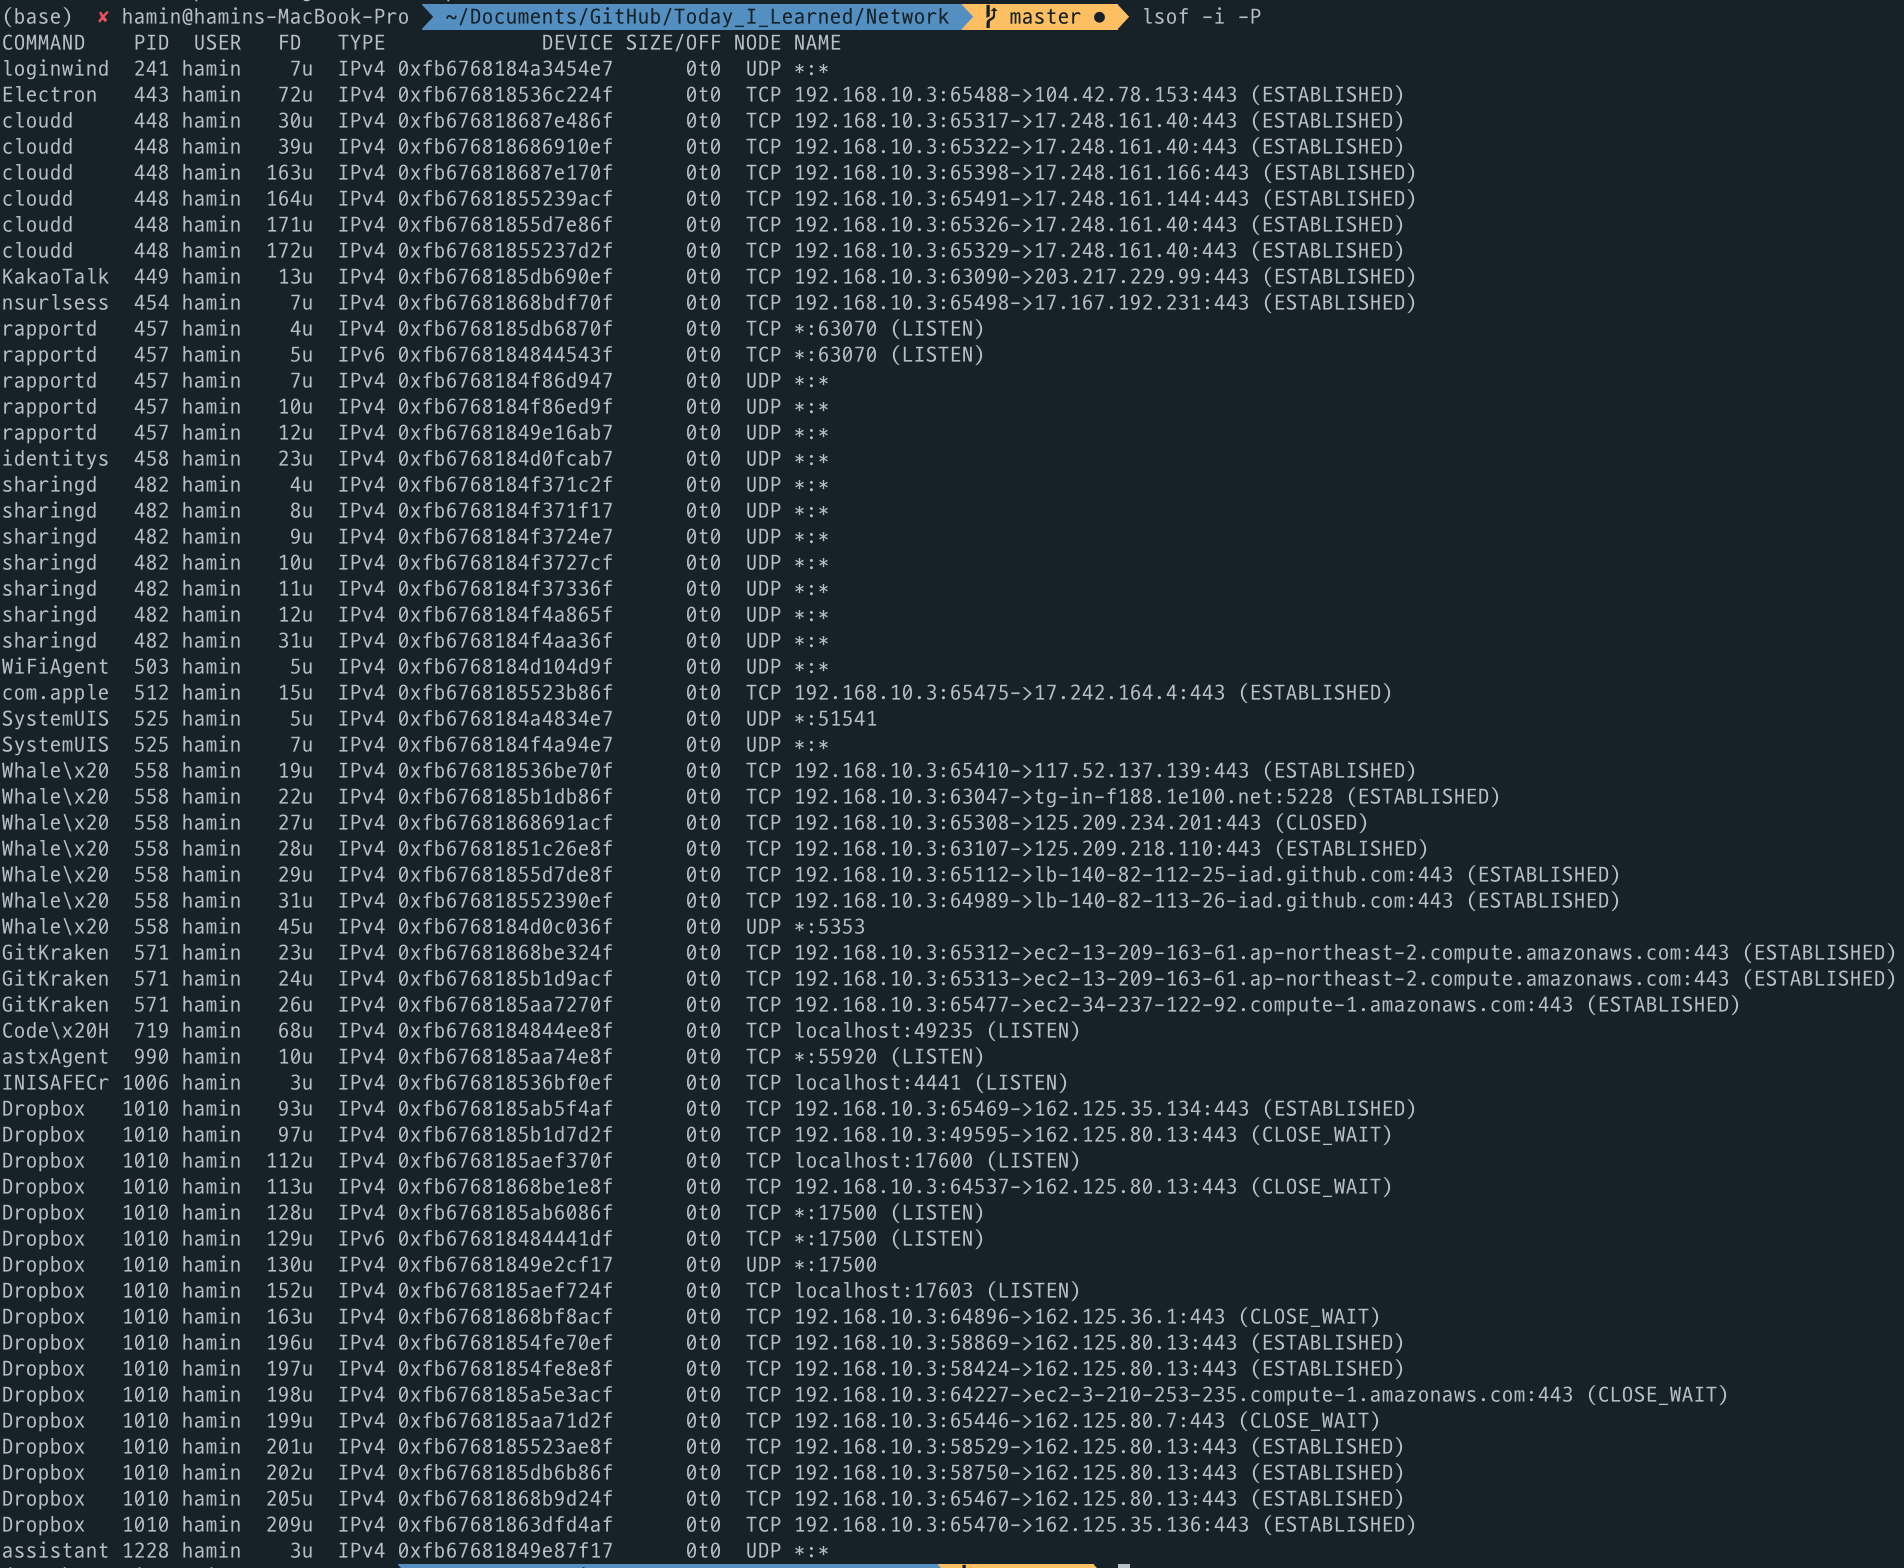 (base) ✘ hamin@hamins-MacBook-Pro ~/Documents/GitHub/Today_I_Learned/Network master ● lsof -i -P
COMMAND PID USER FD TYPE DEVICE SIZE/OFF NODE NAME
loginwind 241 hamin 7u IPv4 0xfb6768184a3454e7 0t0 UDP *:*
Electron 443 hamin 72u IPv4 0xfb676818536c224f 0t0 TCP 192.168.10.3:65488->104.42.78.153:443 (ESTABLISHED)
cloudd 448 hamin 30u IPv4 0xfb676818687e486f 0t0 TCP 192.168.10.3:65317->17.248.161.40:443 (ESTABLISHED)
cloudd 448 hamin 39u IPv4 0xfb676818686910ef 0t0 TCP 192.168.10.3:65322->17.248.161.40:443 (ESTABLISHED)
cloudd 448 hamin 163u IPv4 0xfb676818687e170f 0t0 TCP 192.168.10.3:65398->17.248.161.166:443 (ESTABLISHED)
cloudd 448 hamin 164u IPv4 0xfb67681855239acf 0t0 TCP 192.168.10.3:65491->17.248.161.144:443 (ESTABLISHED)
cloudd 448 hamin 171u IPv4 0xfb67681855d7e86f 0t0 TCP 192.168.10.3:65326->17.248.161.40:443 (ESTABLISHED)
cloudd 448 hamin 172u IPv4 0xfb67681855237d2f 0t0 TCP 192.168.10.3:65329->17.248.161.40:443 (ESTABLISHED)
KakaoTalk 449 hamin 13u IPv4 0xfb6768185db690ef 0t0 TCP 192.168.10.3:63090->203.217.229.99:443 (ESTABLISHED)
nsurlsess 454 hamin 7u IPv4 0xfb67681868bdf70f 0t0 TCP 192.168.10.3:65498->17.167.192.231:443 (ESTABLISHED)
rapportd 457 hamin 4u IPv4 0xfb6768185db6870f 0t0 TCP *:63070 (LISTEN)
rapportd 457 hamin 5u IPv6 0xfb6768184844543f 0t0 TCP *:63070 (LISTEN)
rapportd 457 hamin 7u IPv4 0xfb6768184f86d947 0t0 UDP *:*
rapportd 457 hamin 10u IPv4 0xfb6768184f86ed9f 0t0 UDP *:*
rapportd 457 hamin 12u IPv4 0xfb67681849e16ab7 0t0 UDP *:*
identitys 458 hamin 23u IPv4 0xfb6768184d0fcab7 0t0 UDP *:*
sharingd 482 hamin 4u IPv4 0xfb6768184f371c2f 0t0 UDP *:*
sharingd 482 hamin 8u IPv4 0xfb6768184f371f17 0t0 UDP *:*
sharingd 482 hamin 9u IPv4 0xfb6768184f3724e7 0t0 UDP *:*
sharingd 482 hamin 10u IPv4 0xfb6768184f3727cf 0t0 UDP *:*
sharingd 482 hamin 11u IPv4 0xfb6768184f37336f 0t0 UDP *:*
sharingd 482 hamin 12u IPv4 0xfb6768184f4a865f 0t0 UDP *:*
sharingd 482 hamin 31u IPv4 0xfb6768184f4aa36f 0t0 UDP *:*
WiFiAgent 503 hamin 5u IPv4 0xfb6768184d104d9f 0t0 UDP *:*
com.apple 512 hamin 15u IPv4 0xfb6768185523b86f 0t0 TCP 192.168.10.3:65475->17.242.164.4:443 (ESTABLISHED)
SystemUIS 525 hamin 5u IPv4 0xfb6768184a4834e7 0t0 UDP *:51541
SystemUIS 525 hamin 7u IPv4 0xfb6768184f4a94e7 0t0 UDP *:*
Whale\x20 558 hamin 19u IPv4 0xfb676818536be70f 0t0 TCP 192.168.10.3:65410->117.52.137.139:443 (ESTABLISHED)
Whale\x20 558 hamin 22u IPv4 0xfb6768185b1db86f 0t0 TCP 192.168.10.3:63047->tg-in-f188.1e100.net:5228 (ESTABLISHED)
Whale\x20 558 hamin 27u IPv4 0xfb67681868691acf 0t0 TCP 192.168.10.3:65308->125.209.234.201:443 (CLOSED)
Whale\x20 558 hamin 28u IPv4 0xfb67681851c26e8f 0t0 TCP 192.168.10.3:63107->125.209.218.110:443 (ESTABLISHED)
Whale\x20 558 hamin 29u IPv4 0xfb67681855d7de8f 0t0 TCP 192.168.10.3:65112->lb-140-82-112-25-iad.github.com:443 (ESTABLISHED)
Whale\x20 558 hamin 31u IPv4 0xfb676818552390ef 0t0 TCP 192.168.10.3:64989->lb-140-82-113-26-iad.github.com:443 (ESTABLISHED)
Whale\x20 558 hamin 45u IPv4 0xfb6768184d0c036f 0t0 UDP *:5353
GitKraken 571 hamin 23u IPv4 0xfb67681868be324f 0t0 TCP 192.168.10.3:65312->ec2-13-209-163-61.ap-northeast-2.compute.amazonaws.com:443 (ESTABLISHED)
GitKraken 571 hamin 24u IPv4 0xfb6768185b1d9acf 0t0 TCP 192.168.10.3:65313->ec2-13-209-163-61.ap-northeast-2.compute.amazonaws.com:443 (ESTABLISHED)
GitKraken 571 hamin 26u IPv4 0xfb6768185aa7270f 0t0 TCP 192.168.10.3:65477->ec2-34-237-122-92.compute-1.amazonaws.com:443 (ESTABLISHED)
Code\x20H 719 hamin 68u IPv4 0xfb6768184844ee8f 0t0 TCP localhost:49235 (LISTEN)
astxAgent 990 hamin 10u IPv4 0xfb6768185aa74e8f 0t0 TCP *:55920 (LISTEN)
INISAFECr 1006 hamin 3u IPv4 0xfb676818536bf0ef 0t0 TCP localhost:4441 (LISTEN)
Dropbox 1010 hamin 93u IPv4 0xfb6768185ab5f4af 0t0 TCP 192.168.10.3:65469->162.125.35.134:443 (ESTABLISHED)
Dropbox 1010 hamin 97u IPv4 0xfb6768185b1d7d2f 0t0 TCP 192.168.10.3:49595->162.125.80.13:443 (CLOSE_WAIT)
Dropbox 1010 hamin 112u IPv4 0xfb6768185aef370f 0t0 TCP localhost:17600 (LISTEN)
Dropbox 1010 hamin 113u IPv4 0xfb67681868be1e8f 0t0 TCP 192.168.10.3:64537->162.125.80.13:443 (CLOSE_WAIT)
Dropbox 1010 hamin 128u IPv4 0xfb6768185ab6086f 0t0 TCP *:17500 (LISTEN)
Dropbox 1010 hamin 129u IPv6 0xfb676818484441df 0t0 TCP *:17500 (LISTEN)
Dropbox 1010 hamin 130u IPv4 0xfb67681849e2cf17 0t0 UDP *:17500
Dropbox 1010 hamin 152u IPv4 0xfb6768185aef724f 0t0 TCP localhost:17603 (LISTEN)
Dropbox 1010 hamin 163u IPv4 0xfb67681868bf8acf 0t0 TCP 192.168.10.3:64896->162.125.36.1:443 (CLOSE_WAIT)
Dropbox 1010 hamin 196u IPv4 0xfb67681854fe70ef 0t0 TCP 192.168.10.3:58869->162.125.80.13:443 (ESTABLISHED)
Dropbox 1010 hamin 197u IPv4 0xfb67681854fe8e8f 0t0 TCP 192.168.10.3:58424->162.125.80.13:443 (ESTABLISHED)
Dropbox 1010 hamin 198u IPv4 0xfb6768185a5e3acf 0t0 TCP 192.168.10.3:64227->ec2-3-210-253-235.compute-1.amazonaws.com:443 (CLOSE_WAIT)
Dropbox 1010 hamin 199u IPv4 0xfb6768185aa71d2f 0t0 TCP 192.168.10.3:65446->162.125.80.7:443 (CLOSE_WAIT)
Dropbox 1010 hamin 201u IPv4 0xfb6768185523ae8f 0t0 TCP 192.168.10.3:58529->162.125.80.13:443 (ESTABLISHED)
Dropbox 1010 hamin 202u IPv4 0xfb6768185db6b86f 0t0 TCP 192.168.10.3:58750->162.125.80.13:443 (ESTABLISHED)
Dropbox 1010 hamin 205u IPv4 0xfb67681868b9d24f 0t0 TCP 192.168.10.3:65467->162.125.80.13:443 (ESTABLISHED)
Dropbox 1010 hamin 209u IPv4 0xfb67681863dfd4af 0t0 TCP 192.168.10.3:65470->162.125.35.136:443 (ESTABLISHED)
assistant 1228 hamin 3u IPv4 0xfb67681849e87f17 0t0 UDP *:*